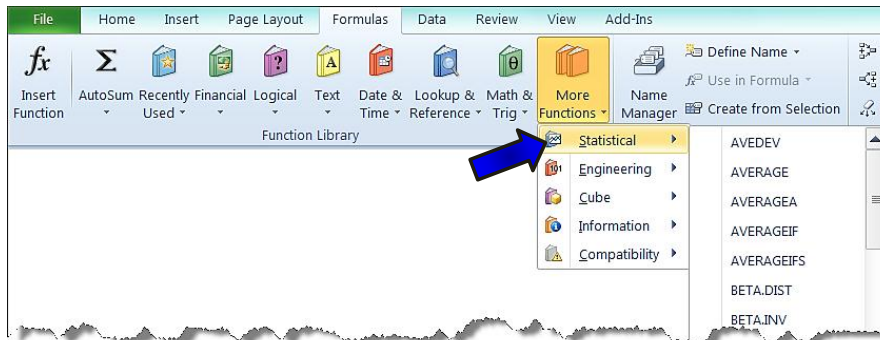 File Home Insert Page Layout Formulas Data Review View Add-Ins
fx Σ ? A θ
Insert Function
AutoSum
Recently Used
Financial
Logical
Text
Date & Time
Lookup & Reference
Math & Trig
More Functions
Name Manager
Define Name
fx Use in Formula
Create from Selection
Function Library
Statistical
101 Engineering
Cube
Information
Compatibility
AVEDEV
AVERAGE
AVERAGEA
AVERAGEIF
AVERAGEIFS
BETA.DIST
BETA.INV